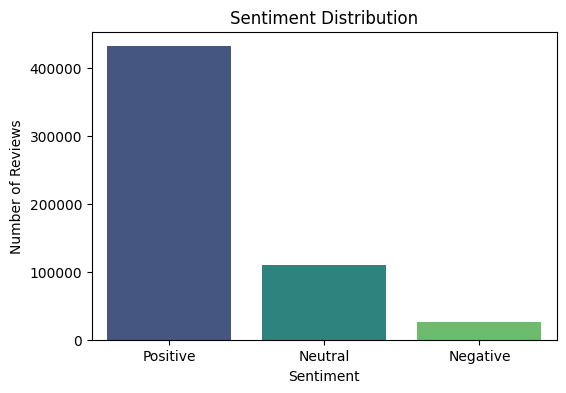 Sentiment Distribution
Number of Reviews
400000
300000
200000
100000
0
Positive Neutral Negative
Sentiment